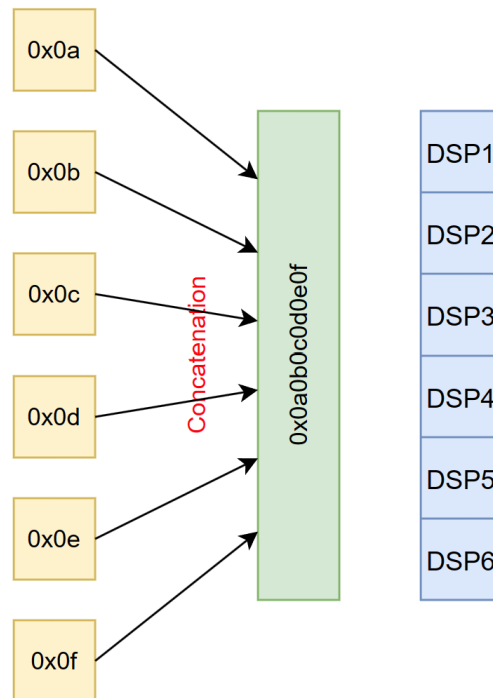 0x0a
0x0b
0x0c
0x0d
0x0e
0x0f
Concatenation
0x0a0b0c0d0e0f
DSP1
DSP2
DSP3
DSP4
DSP5
DSP6